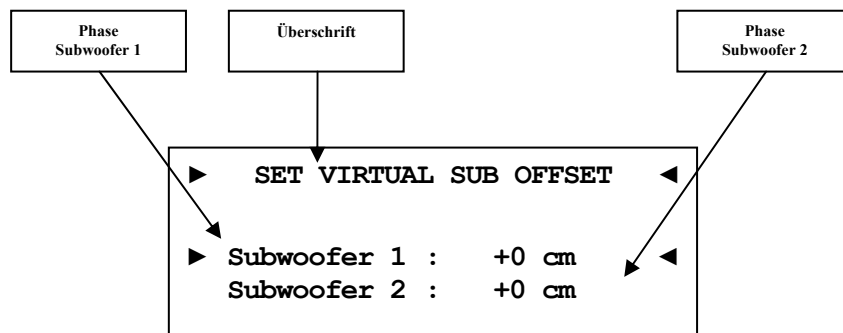 Phase
Subwoofer 1
Überschrift
Phase
Subwoofer 2
► SET VIRTUAL SUB OFFSET ◄
► Subwoofer 1 : +0 cm ◄
Subwoofer 2 : +0 cm